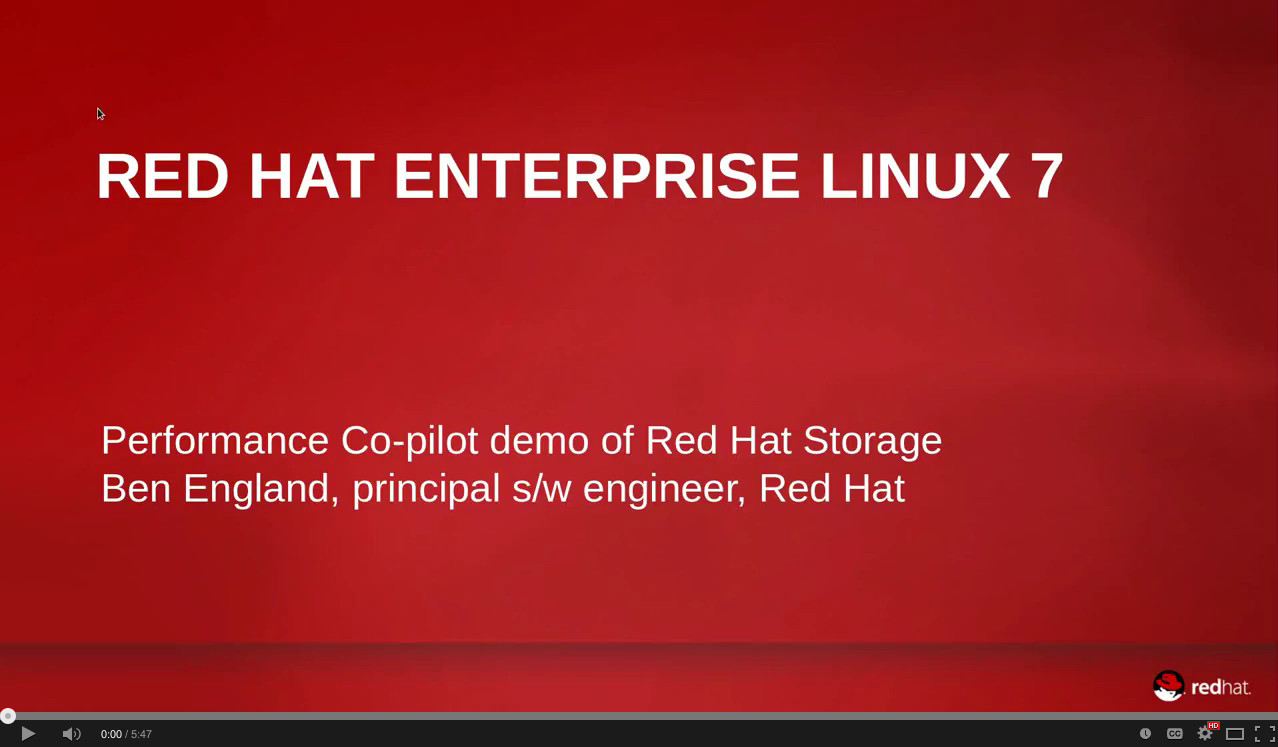 RED HAT ENTERPRISE LINUX 7
Performance Co-pilot demo of Red Hat Storage
Ben England, principal s/w engineer, Red Hat
redhat.
0:00 / 5:47
CC
HD